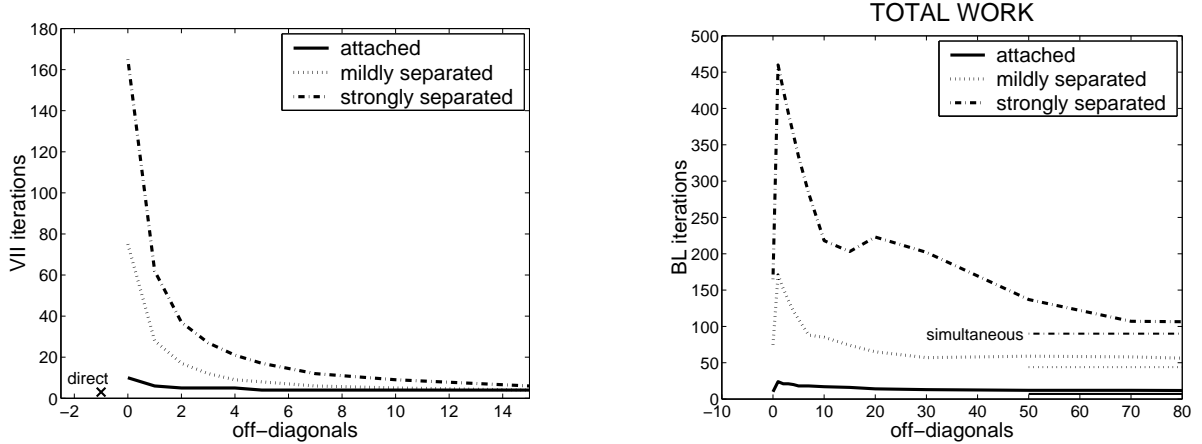 180
160
140
120
100
80
60
40
20
0
VII iterations
attached
mildly separated
strongly separated
direct
−2 0 2 4 6 8 10 12 14
off−diagonals
TOTAL WORK
500
450
400
350
300
250
200
150
100
50
0
BL iterations
attached
mildly separated
strongly separated
simultaneous
−10 0 10 20 30 40 50 60 70 80
off−diagonals